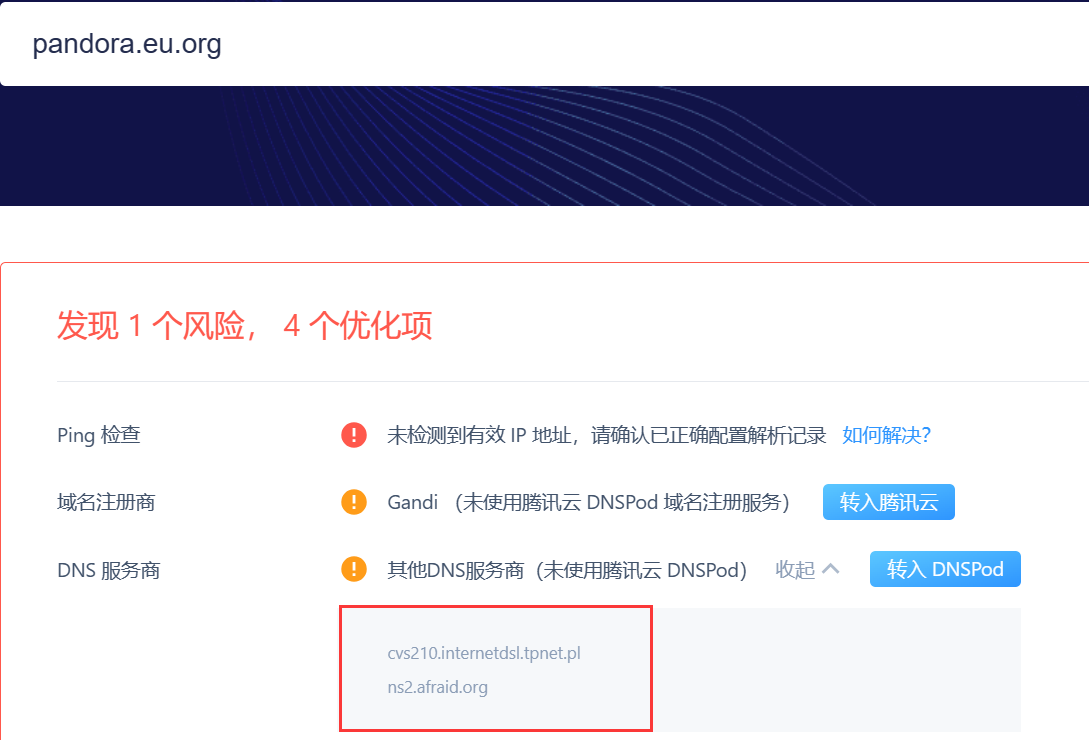 pandora.eu.org
发现 1 个风险， 4 个优化项
Ping 检查 未检测到有效 IP 地址，请确认已正确配置解析记录 如何解决？
域名注册商 Gandi （未使用腾讯云 DNSPod 域名注册服务） 转入腾讯云
DNS 服务商 其他DNS服务商（未使用腾讯云 DNSPod） 收起 转入 DNSPod
cvs210.internetdsl.tpnet.pl
ns2.afraid.org